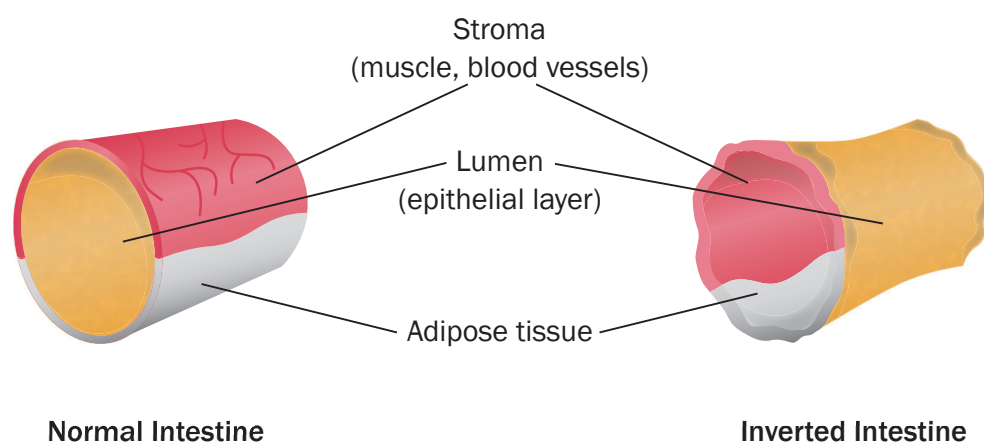 Stroma
(muscle, blood vessels)
Lumen
(epithelial layer)
Adipose tissue
Normal Intestine
Inverted Intestine